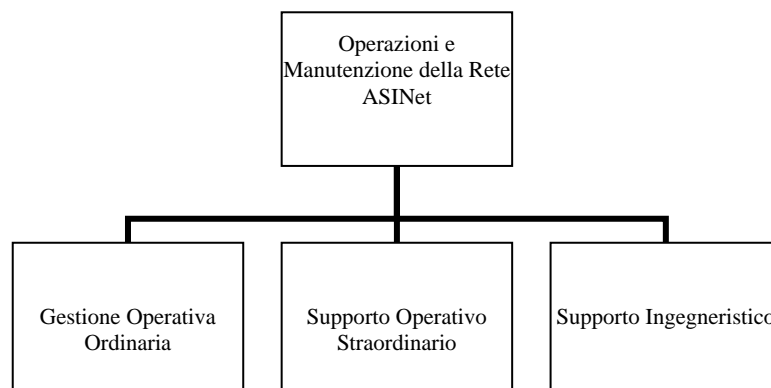 Operazioni e
Manutenzione della Rete
ASINet
Gestione Operativa
Ordinaria
Supporto Operativo
Straordinario
Supporto Ingegneristico